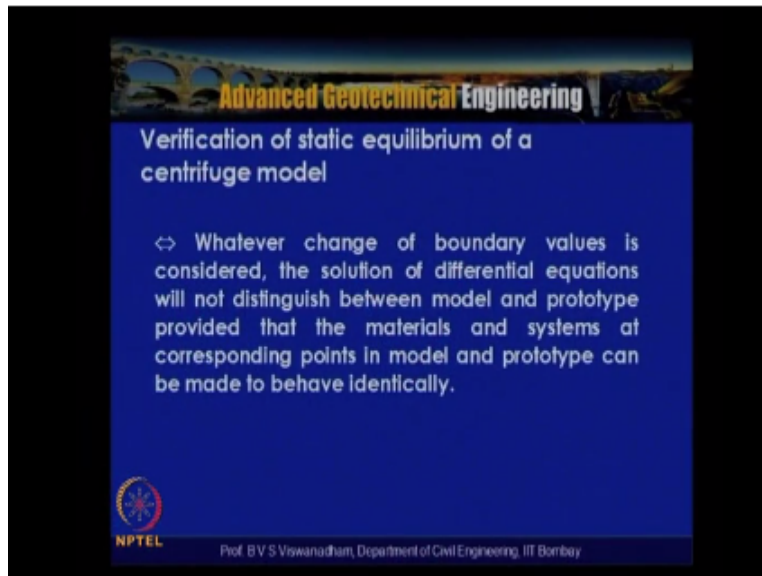 Advanced Geotechnical Engineering
Verification of static equilibrium of a
centrifuge model
⇔ Whatever change of boundary values is
considered, the solution of differential equations
will not distinguish between model and prototype
provided that the materials and systems at
corresponding points in model and prototype can
be made to behave identically.
NPTEL
Prof. B V S Viswanadham, Department of Civil Engineering, IIT Bombay